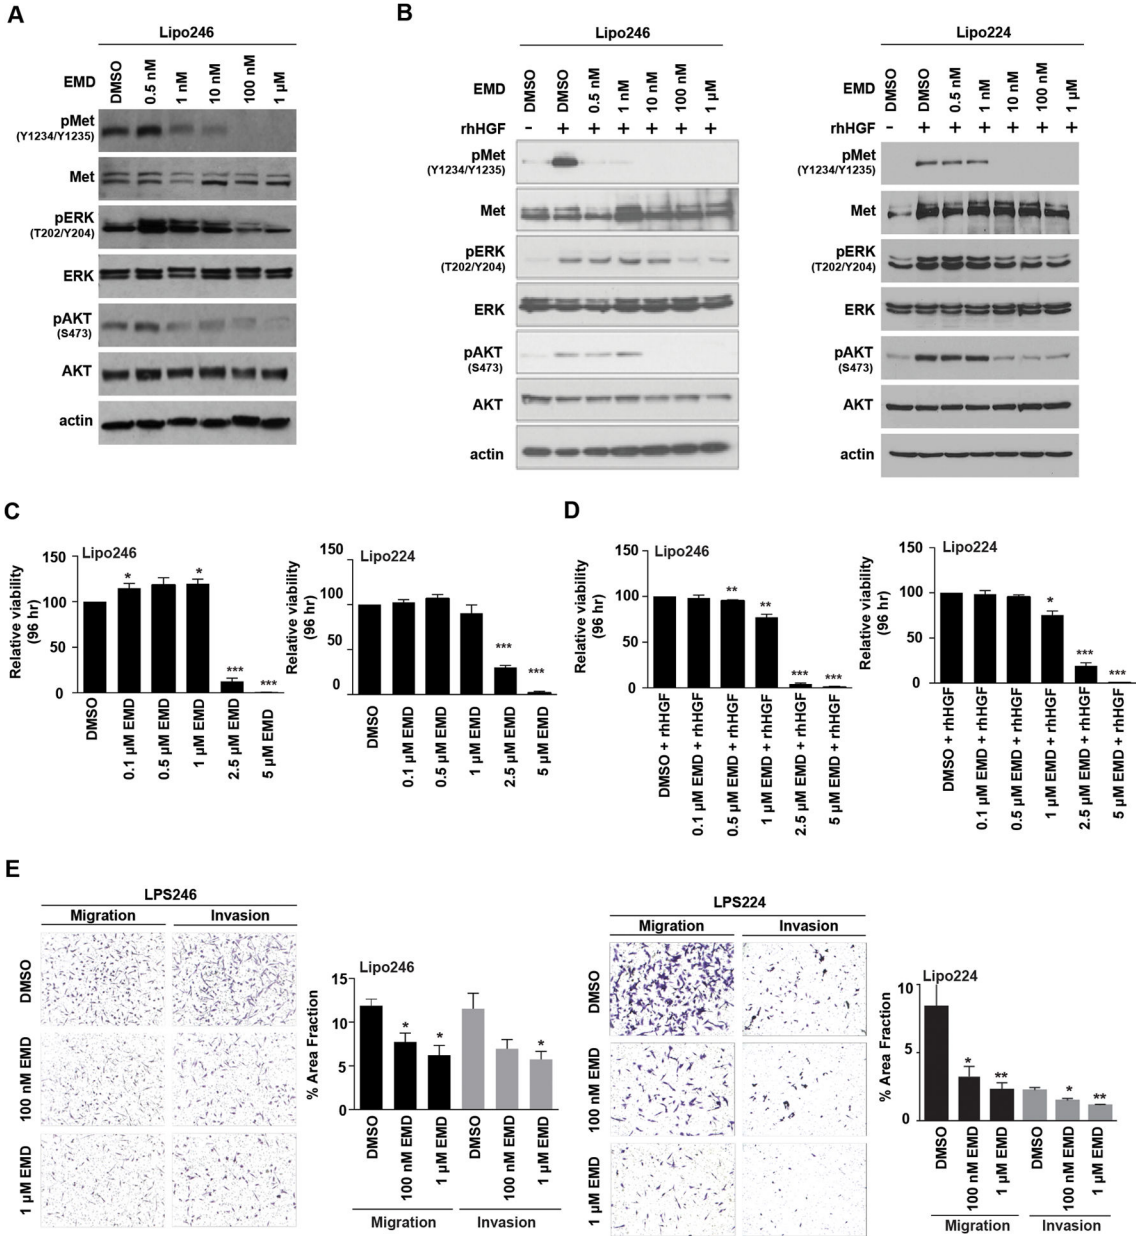 A
Lipo246
EMD
DMSO
0.5 nM
1 nM
10 nM
100 nM
1 µM
pMet
(Y1234/Y1235)
Met
pERK
(T202/Y204)
ERK
pAKT
(S473)
AKT
actin
B
Lipo246
EMD
DMSO
DMSO
0.5 nM
1 nM
10 nM
100 nM
1 µM
rhHGF - + + + + + +
pMet
(Y1234/Y1235)
Met
pERK
(T202/Y204)
ERK
pAKT
(S473)
AKT
actin
Lipo224
EMD
DMSO
DMSO
0.5 nM
1 nM
10 nM
100 nM
1 µM
rhHGF - + + + + + +
pMet
(Y1234/Y1235)
Met
pERK
(T202/Y204)
ERK
pAKT
(S473)
AKT
actin
C
Lipo246
Relative viability
(96 hr)
150
100
50
0
*
*
***
***
DMSO
0.1 µM EMD
0.5 µM EMD
1 µM EMD
2.5 µM EMD
5 µM EMD
Lipo224
Relative viability
(96 hr)
150
100
50
0
***
***
DMSO
0.1 µM EMD
0.5 µM EMD
1 µM EMD
2.5 µM EMD
5 µM EMD
D
Lipo246
Relative viability
(96 hr)
150
100
50
0
**
**
***
***
DMSO + rhHGF
0.1 µM EMD + rhHGF
0.5 µM EMD + rhHGF
1 µM EMD + rhHGF
2.5 µM EMD + rhHGF
5 µM EMD + rhHGF
Lipo224
Relative viability
(96 hr)
150
100
50
0
*
***
***
DMSO + rhHGF
0.1 µM EMD + rhHGF
0.5 µM EMD + rhHGF
1 µM EMD + rhHGF
2.5 µM EMD + rhHGF
5 µM EMD + rhHGF
E
LPS246
Migration Invasion
DMSO
100 nM EMD
1 µM EMD
Lipo246
% Area Fraction
15
10
5
0
*
*
*
DMSO
100 nM EMD
1 µM EMD
DMSO
100 nM EMD
1 µM EMD
Migration Invasion
LPS224
Migration Invasion
DMSO
100 nM EMD
1 µM EMD
Lipo224
% Area Fraction
10
5
0
*
**
*
**
DMSO
100 nM EMD
1 µM EMD
DMSO
100 nM EMD
1 µM EMD
Migration Invasion